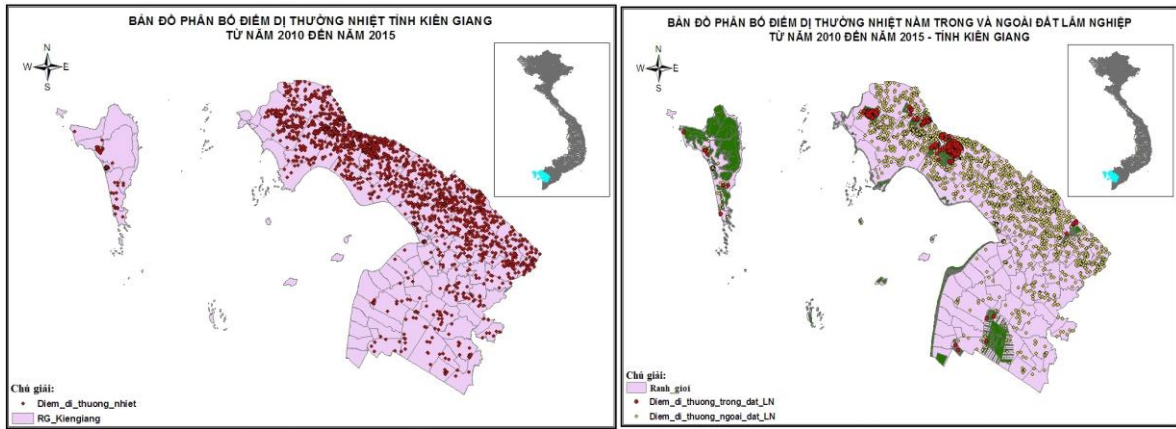 BẢN ĐỒ PHÂN BỐ ĐIỂM DỊ THƯỜNG NHIỆT TỈNH KIÊN GIANG
TỪ NĂM 2010 ĐẾN NĂM 2015
N
W E
S
Chú giải:
Diem_di_thuong_nhiet
RG_Kiengiang
BẢN ĐỒ PHÂN BỐ ĐIỂM DỊ THƯỜNG NHIỆT NẰM TRONG VÀ NGOÀI ĐẤT LÂM NGHIỆP
TỪ NĂM 2010 ĐẾN NĂM 2015 - TỈNH KIÊN GIANG
N
W E
S
Chú giải:
Ranh_gioi
Diem_di_thuong_trong_dat_LN
Diem_di_thuong_ngoai_dat_LN